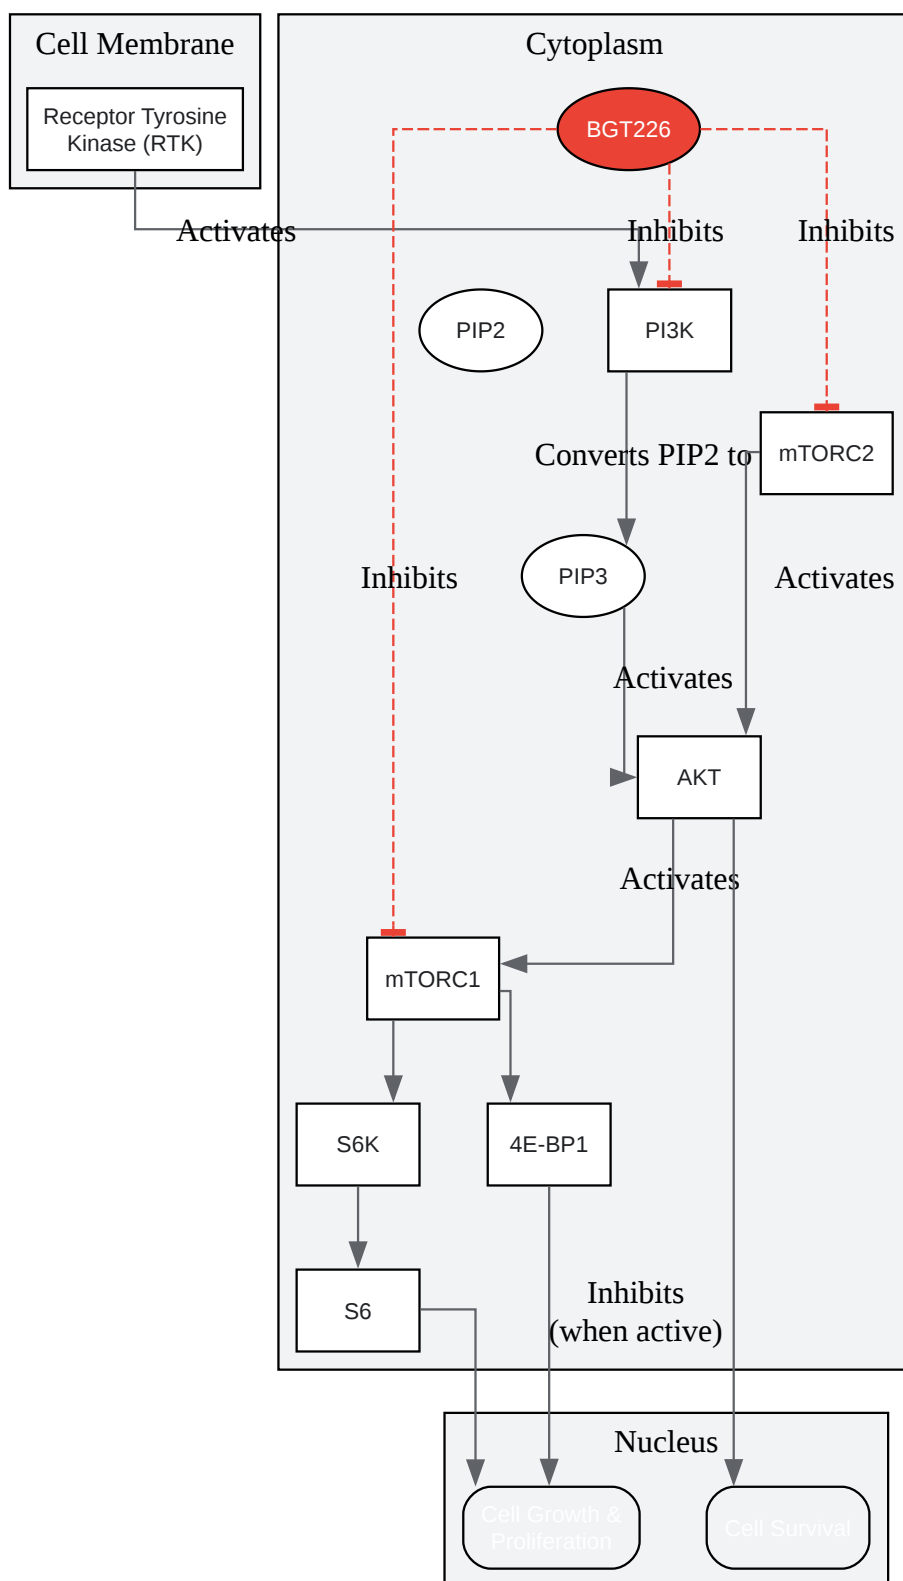 Cell Membrane
Cytoplasm
Receptor Tyrosine
Kinase (RTK)
BGT226
Activates
Inhibits
Inhibits
PIP2
PI3K
Converts PIP2 to
mTORC2
Inhibits
PIP3
Activates
Activates
AKT
Activates
mTORC1
S6K
4E-BP1
S6
Inhibits
(when active)
Nucleus
Cell Growth &
Proliferation
Cell Survival